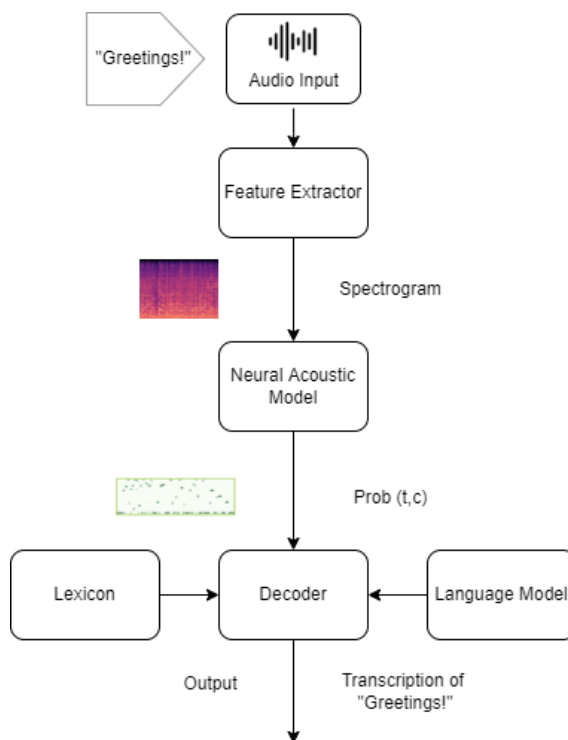 "Greetings!"
Audio Input
Feature Extractor
Spectrogram
Neural Acoustic
Model
Prob (t,c)
Lexicon
Decoder
Language Model
Output
Transcription of
"Greetings!"